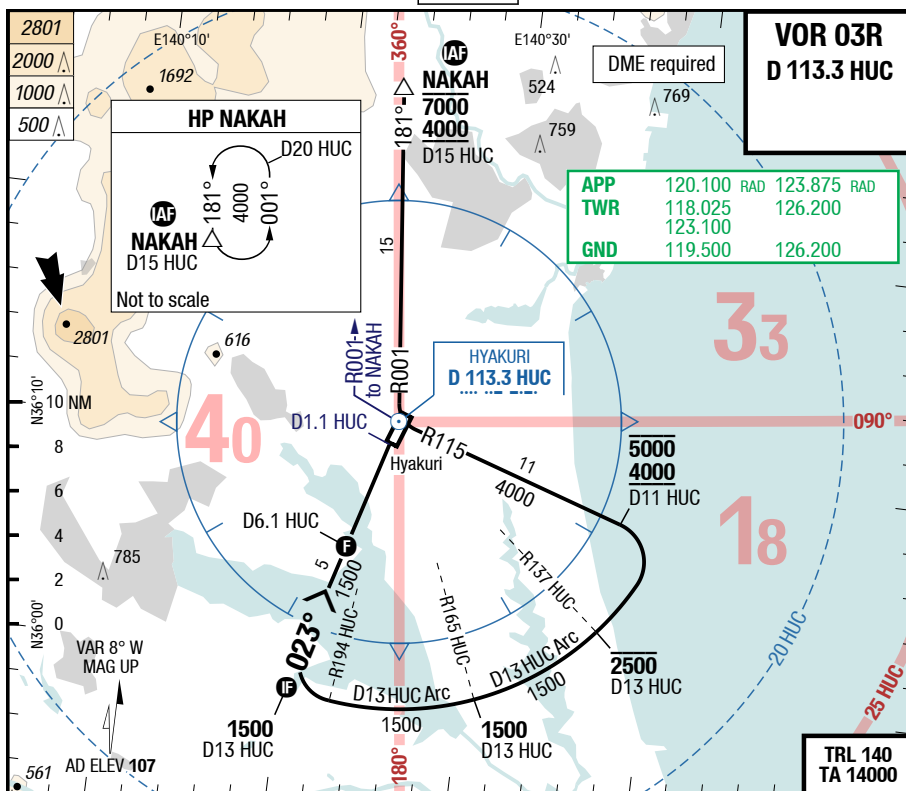 2801
2000
1000
500
E140°10'
1692
360°
IAF
NAKAH
7000
4000
D15 HUC
181°
E140°30'
524
DME required
769
759
VOR 03R
D 113.3 HUC
HP NAKAH
D20 HUC
181°
4000
001°
IAF
NAKAH
D15 HUC
Not to scale
APP 120.100 RAD 123.875 RAD
TWR 118.025 126.200
123.100
GND 119.500 126.200
15
2801
616
R001
to NAKAH
R001
HYAKURI
D 113.3 HUC
33
N36°10'
10 NM
8
6
4
2
0
N36°00'
40
D1.1 HUC
Hyakuri
R115
11
4000
090°
5000
4000
D11 HUC
18
D6.1 HUC
F
785
5
1500
023°
R194 HUC
R165 HUC
R137 HUC
VAR 8° W
MAG UP
IF
D13 HUC Arc
1500
D13 HUC Arc
1500
2500
D13 HUC
20 HUC
25 HUC
1500
D13 HUC
1500
D13 HUC
180°
AD ELEV 107
561
TRL 140
TA 14000